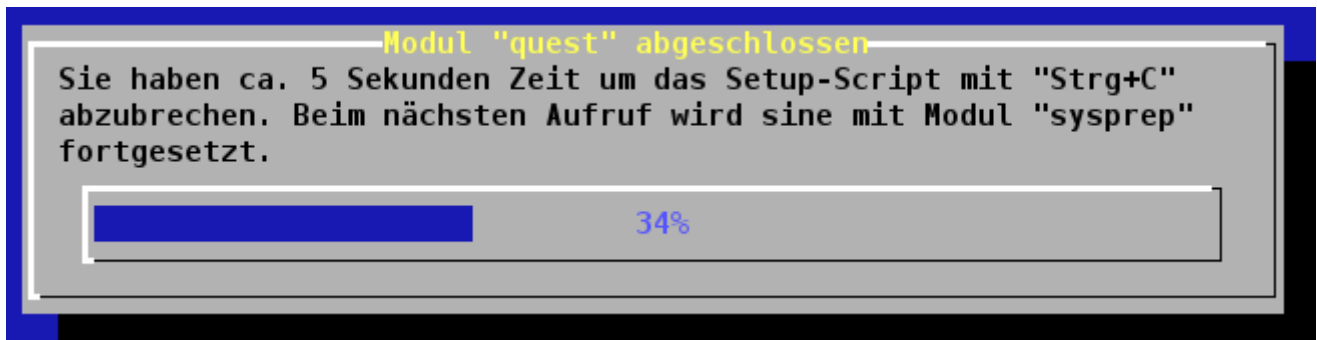 Modul "quest" abgeschlossen
Sie haben ca. 5 Sekunden Zeit um das Setup-Script mit "Strg+C"
abzubrechen. Beim nächsten Aufruf wird sine mit Modul "sysprep"
fortgesetzt.
34%